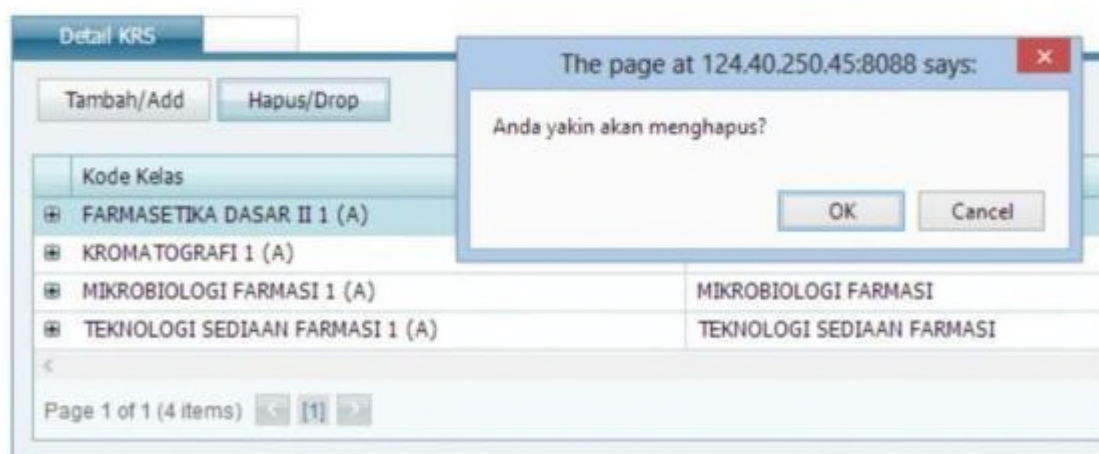 Detail KRS
The page at 124.40.250.45:8088 says:
Tambah/Add Hapus/Drop
Anda yakin akan menghapus?
OK Cancel
Kode Kelas
FARMASETIKA DASAR II 1 (A)
KROMATOGRAFI 1 (A)
MIKROBIOLOGI FARMASI 1 (A) MIKROBIOLOGI FARMASI
TEKNOLOGI SEDIAAN FARMASI 1 (A) TEKNOLOGI SEDIAAN FARMASI
Page 1 of 1 (4 items) [1]